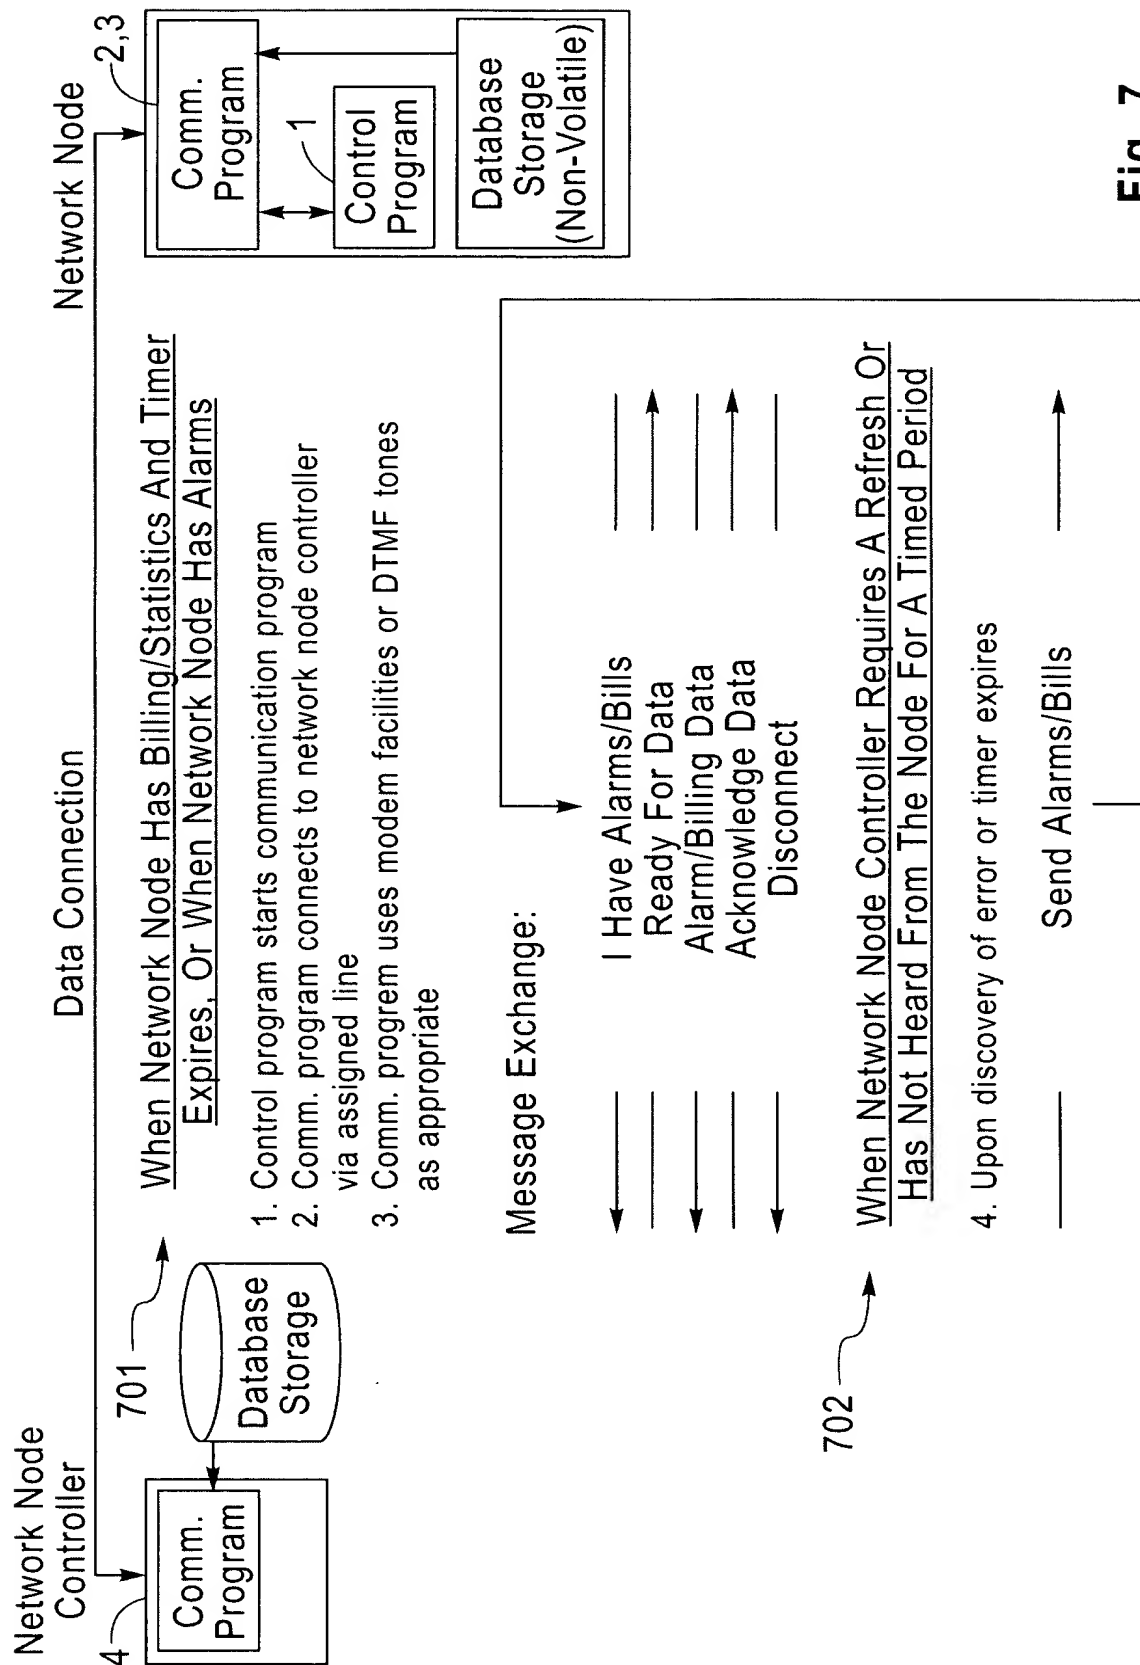 Network Node
Controller
4
Comm.
Program
Database
Storage
Data Connection
Network Node
2,3
Comm.
Program
1
Control
Program
Database
Storage
(Non-Volatile)
701
When Network Node Has Billing/Statistics And Timer
Expires, Or When Network Node Has Alarms
1. Control program starts communication program
2. Comm. program connects to network node controller
via assigned line
3. Comm. progrem uses modem facilities or DTMF tones
as appropriate
Message Exchange:
I Have Alarms/Bills
Ready For Data
Alarm/Billing Data
Acknowledge Data
Disconnect
702
When Network Node Controller Requires A Refresh Or
Has Not Heard From The Node For A Timed Period
4. Upon discovery of error or timer expires
Send Alarms/Bills
Fig. 7